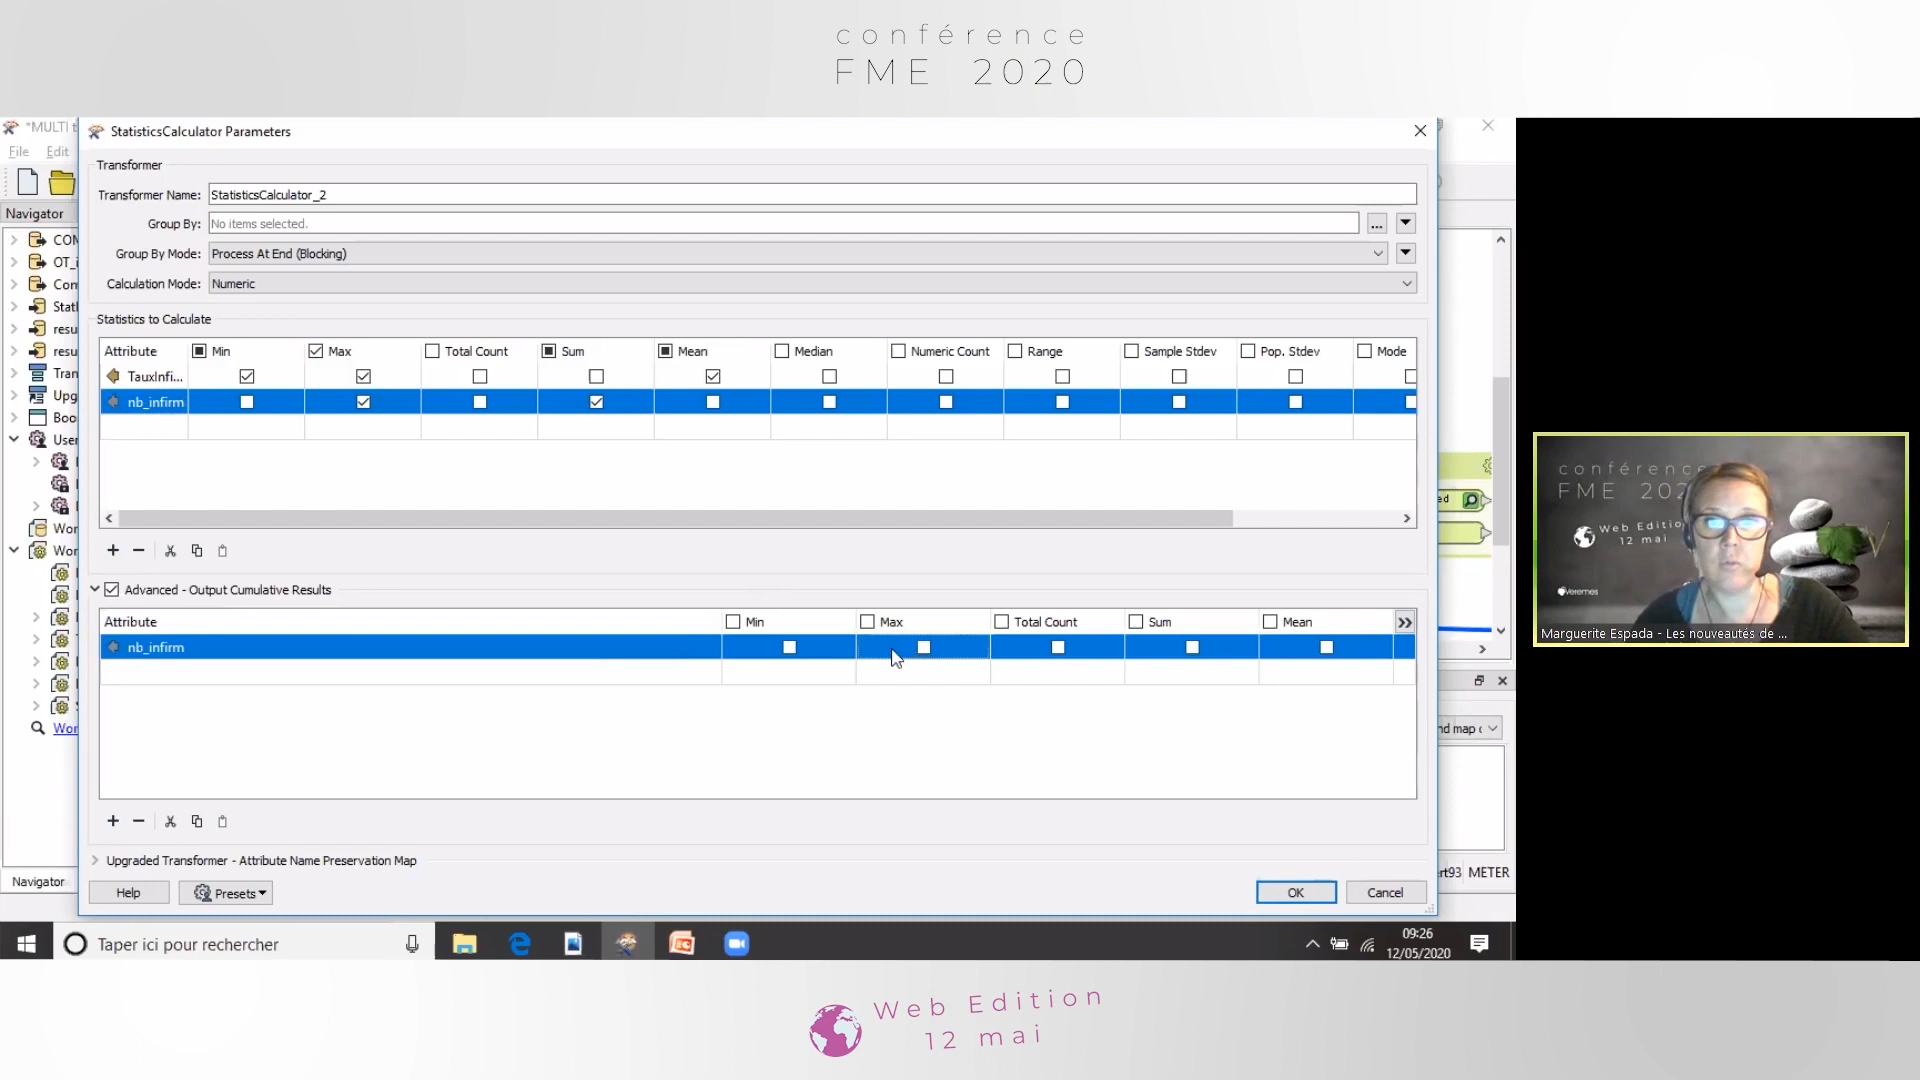 conférence
FME 2020
*MULTI t
StatisticsCalculator Parameters
File Edit
Transformer
Transformer Name: StatisticsCalculator_2
Group By: No items selected.
...
Group By Mode: Process At End (Blocking)
Calculation Mode: Numeric
Navigator
Statistics to Calculate
Attribute Min Max Total Count Sum Mean Median Numeric Count Range Sample Stdev Pop. Stdev Mode
TauxInfi...
nb_infirm
Advanced - Output Cumulative Results
Attribute Min Max Total Count Sum Mean
nb_infirm
Upgraded Transformer - Attribute Name Preservation Map
Help Presets OK Cancel
Navigator
METER
Taper ici pour rechercher
09:26
12/05/2020
conférence
FME 202
Web Editio
12 mai
Veremes
Marguerite Espada - Les nouveautés de ...
Web Edition
12 mai